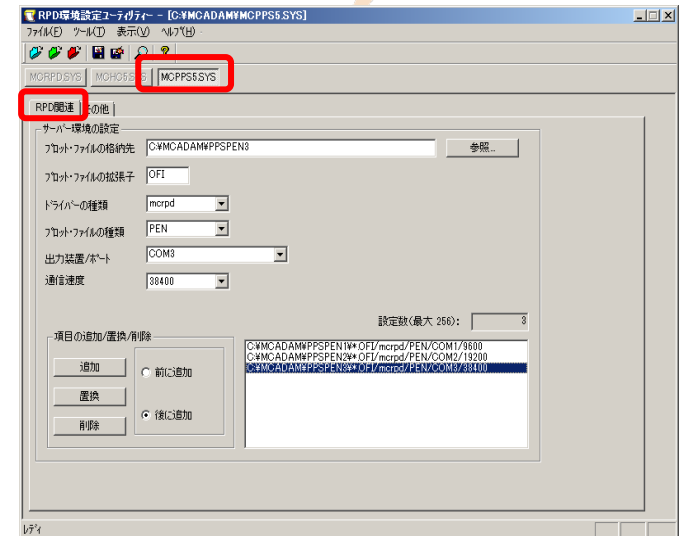 RPD環境設定ユーティリティー - [C:¥MCADAM¥MCPPS5.SYS]
ファイル(F) ツール(T) 表示(V) ヘルプ(H)
MCRPD.SYS MCHC5.SYS MCPPS5.SYS
RPD関連 その他
サーバー環境の設定
プロット・ファイルの格納先 C:¥MCADAM¥PPSPEN3 参照...
プロット・ファイルの拡張子 OFI
ドライバーの種類 mcrpd
プロット・ファイルの種類 PEN
出力装置/ポート COM3
通信速度 38400
設定数(最大 256): 3
項目の追加/置換/削除
C:¥MCADAM¥PPSPEN1¥*.OFI/mcrpd/PEN/COM1/9600
C:¥MCADAM¥PPSPEN2¥*.OFI/mcrpd/PEN/COM2/19200
C:¥MCADAM¥PPSPEN3¥*.OFI/mcrpd/PEN/COM3/38400
追加 前に追加
置換
後に追加
削除
レディ